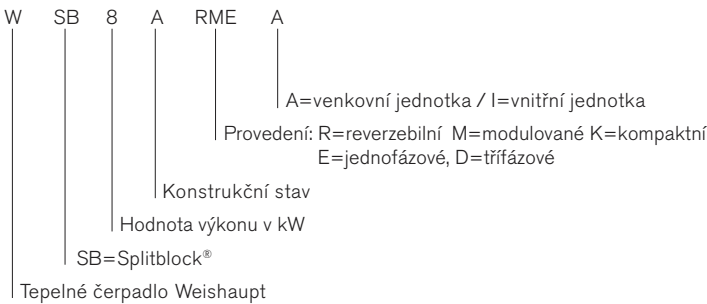 W SB 8 A RME A
A=venkovní jednotka / I=vnitřní jednotka
Provedení: R=reverzebilní M=modulované K=kompaktní
E=jednofázové, D=třífázové
Konstrukční stav
Hodnota výkonu v kW
SB=Splitblock®
Tepelné čerpadlo Weishaupt